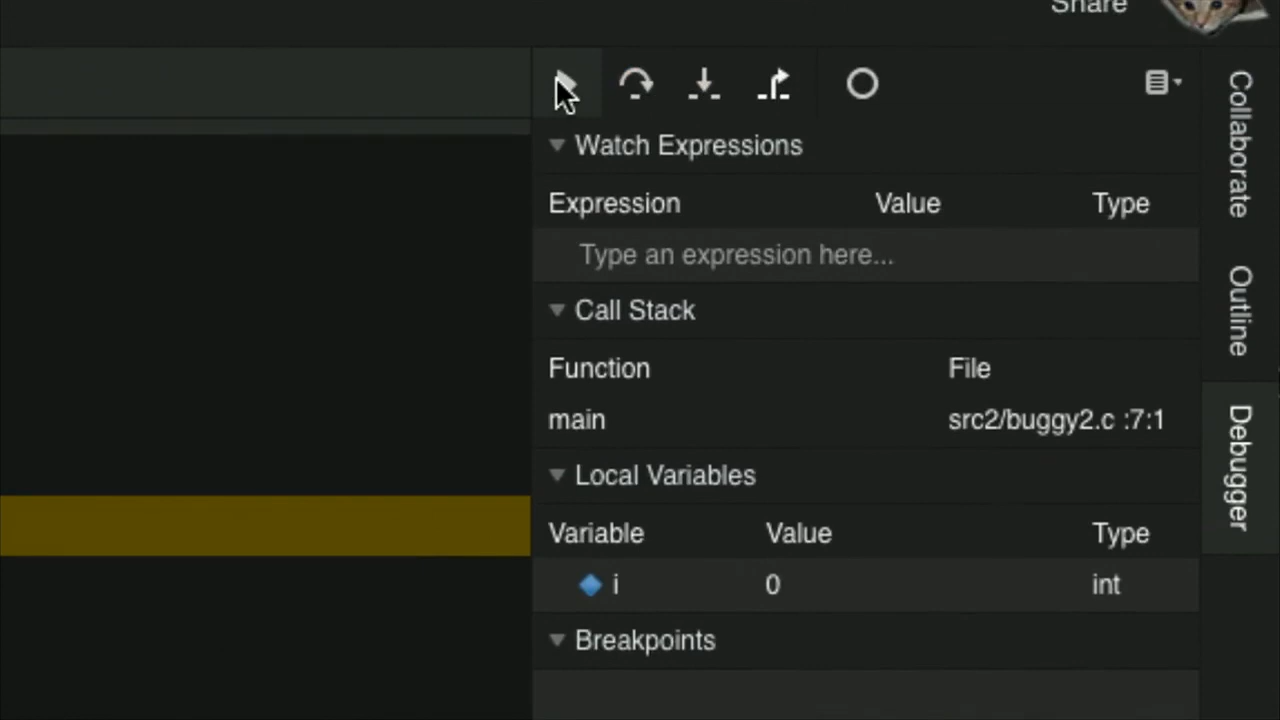 Share
Watch Expressions
Expression Value Type
Type an expression here...
Call Stack
Function File
main src2/buggy2.c :7:1
Local Variables
Variable Value Type
i 0 int
Breakpoints
Collaborate
Outline
Debugger